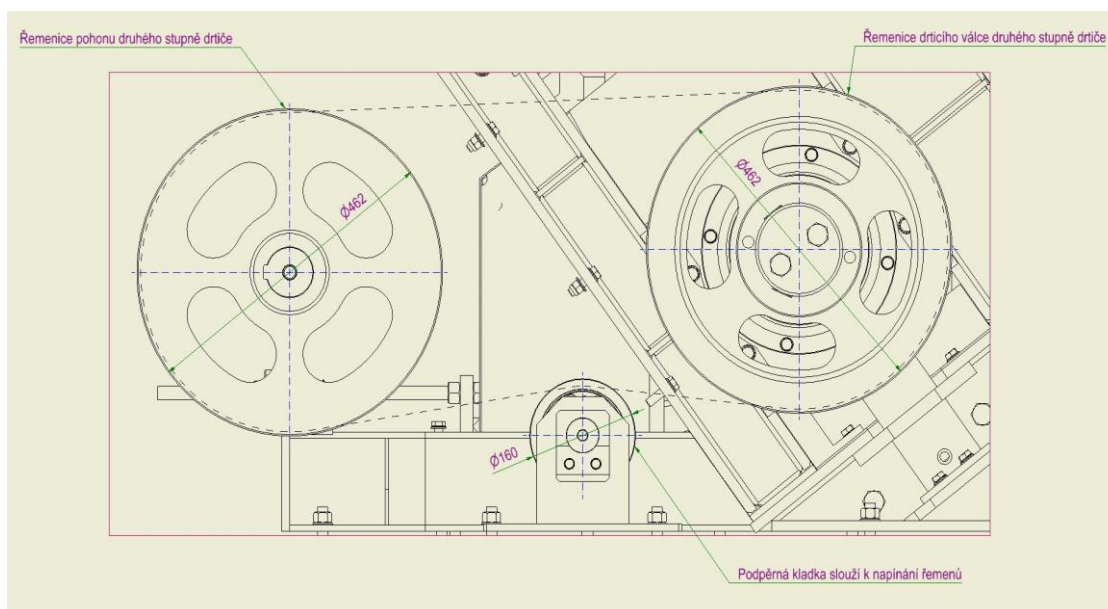 Řemenice pohonu druhého stupně drtiče
Řemenice drticího válce druhého stupně drtiče
Ø462
Ø462
Ø160
Podpěrná kladka slouží k napínání řemenů